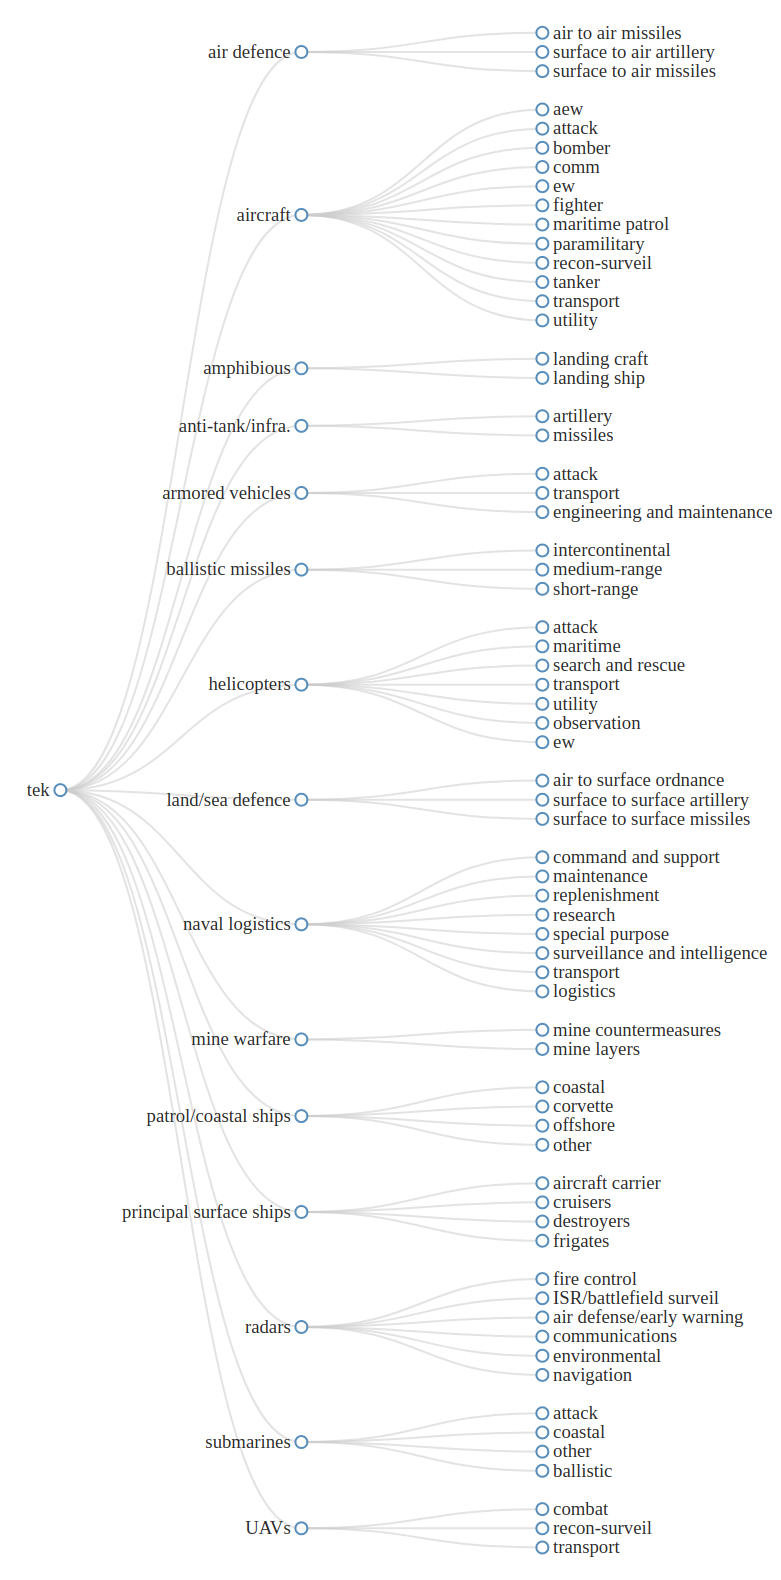 tek
air defence
air to air missiles
surface to air artillery
surface to air missiles
aircraft
aew
attack
bomber
comm
ew
fighter
maritime patrol
paramilitary
recon-surveil
tanker
transport
utility
amphibious
landing craft
landing ship
anti-tank/infra.
artillery
missiles
armored vehicles
attack
transport
engineering and maintenance
ballistic missiles
intercontinental
medium-range
short-range
helicopters
attack
maritime
search and rescue
transport
utility
observation
ew
land/sea defence
air to surface ordnance
surface to surface artillery
surface to surface missiles
naval logistics
command and support
maintenance
replenishment
research
special purpose
surveillance and intelligence
transport
logistics
mine warfare
mine countermeasures
mine layers
patrol/coastal ships
coastal
corvette
offshore
other
principal surface ships
aircraft carrier
cruisers
destroyers
frigates
radars
fire control
ISR/battlefield surveil
air defense/early warning
communications
environmental
navigation
submarines
attack
coastal
other
ballistic
UAVs
combat
recon-surveil
transport